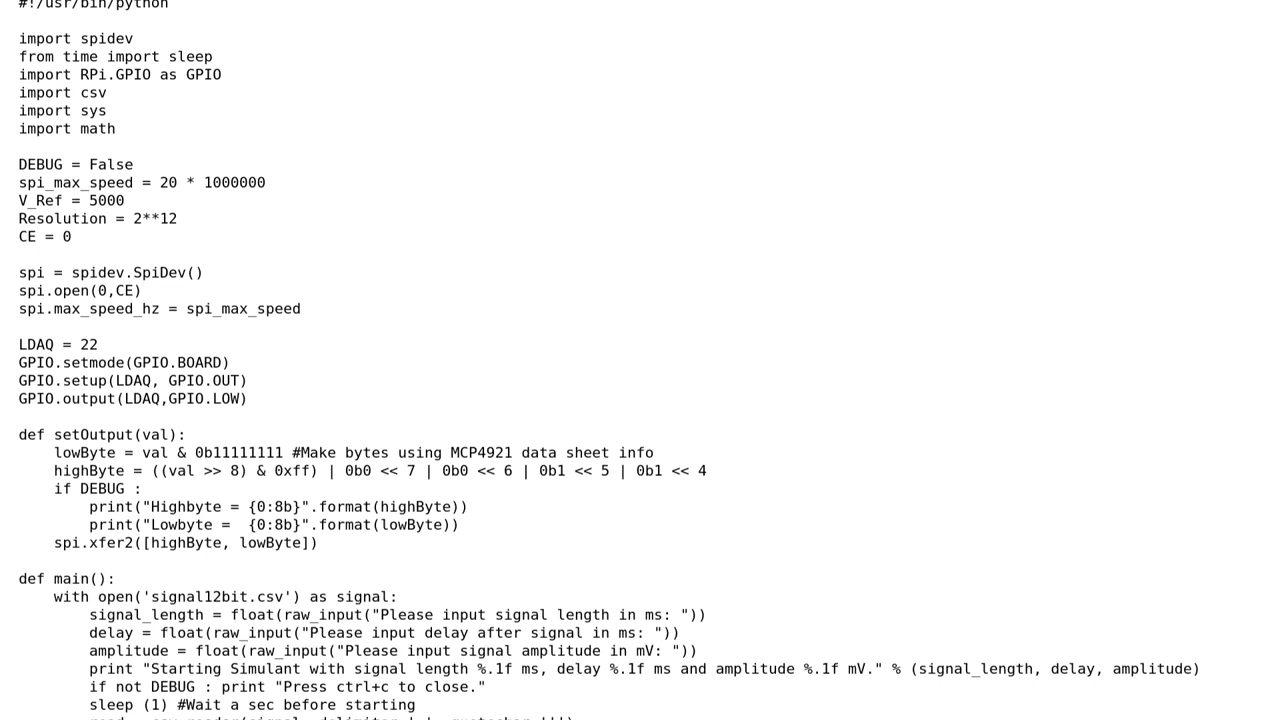 #!/usr/bin/python
import spidev
from time import sleep
import RPi.GPIO as GPIO
import csv
import sys
import math
DEBUG = False
spi_max_speed = 20 * 1000000
V_Ref = 5000
Resolution = 2**12
CE = 0
spi = spidev.SpiDev()
spi.open(0,CE)
spi.max_speed_hz = spi_max_speed
LDAQ = 22
GPIO.setmode(GPIO.BOARD)
GPIO.setup(LDAQ, GPIO.OUT)
GPIO.output(LDAQ,GPIO.LOW)
def setOutput(val):
    lowByte = val & 0b11111111 #Make bytes using MCP4921 data sheet info
    highByte = ((val >> 8) & 0xff) | 0b0 << 7 | 0b0 << 6 | 0b1 << 5 | 0b1 << 4
    if DEBUG :
        print("Highbyte = {0:8b}".format(highByte))
        print("Lowbyte =  {0:8b}".format(lowByte))
    spi.xfer2([highByte, lowByte])
def main():
    with open('signal12bit.csv') as signal:
        signal_length = float(raw_input("Please input signal length in ms: "))
        delay = float(raw_input("Please input delay after signal in ms: "))
        amplitude = float(raw_input("Please input signal amplitude in mV: "))
        print "Starting Simulant with signal length %.1f ms, delay %.1f ms and amplitude %.1f mV." % (signal_length, delay, amplitude)
        if not DEBUG : print "Press ctrl+c to close."
        sleep (1) #Wait a sec before starting